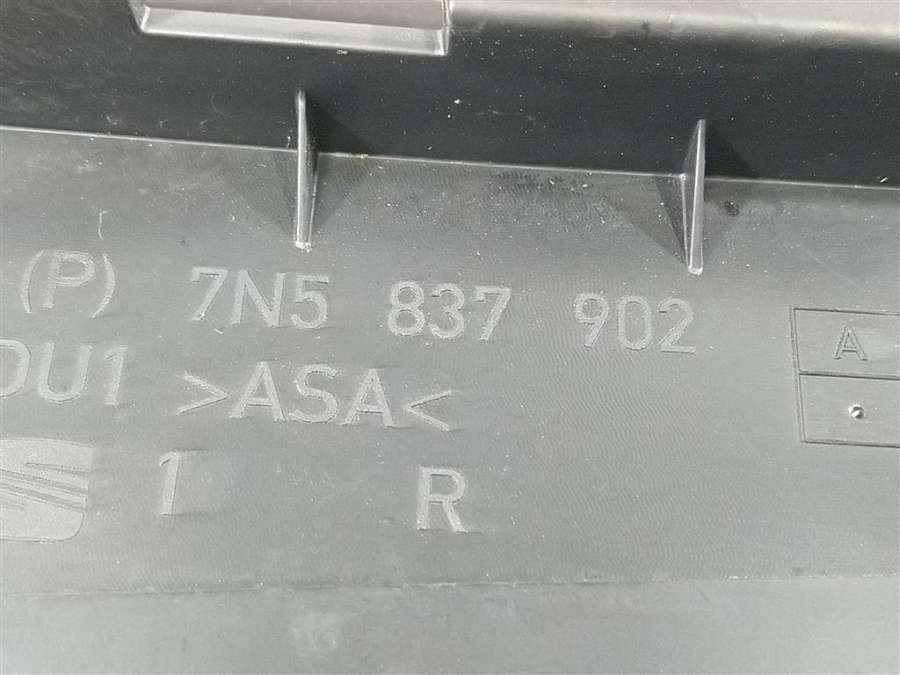 (P) 7N5 837 902
DU1 >ASA<
1 R
A